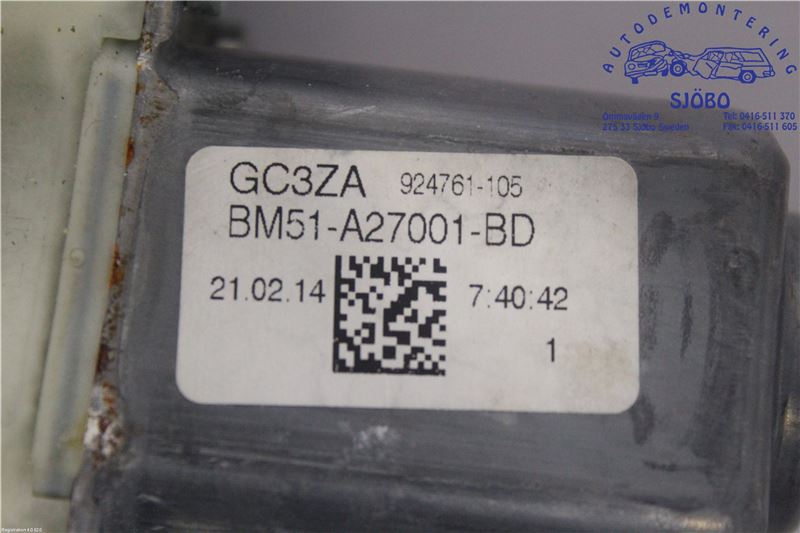 AUTODEMONTERING
SJÖBO
Ommavägen 9 Tel: 0416-511 370
275 33 Sjöbo Sweden Fax: 0416-511 605
GC3ZA 924761-105
BM51-A27001-BD
21.02.14 7:40:42
1